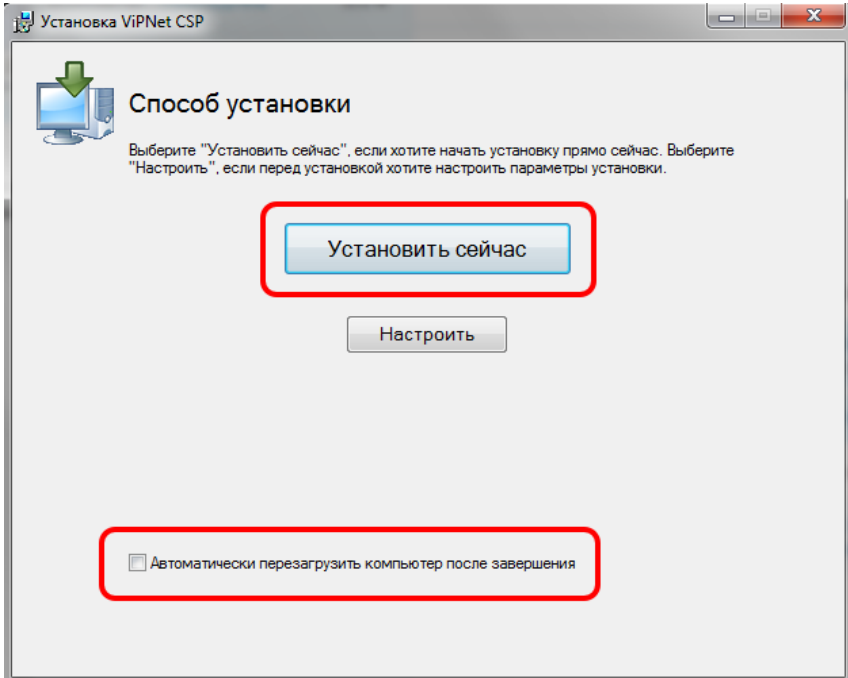 Установка ViPNet CSP
Способ установки
Выберите "Установить сейчас", если хотите начать установку прямо сейчас. Выберите
"Настроить", если перед установкой хотите настроить параметры установки.
Установить сейчас
Настроить
Автоматически перезагрузить компьютер после завершения